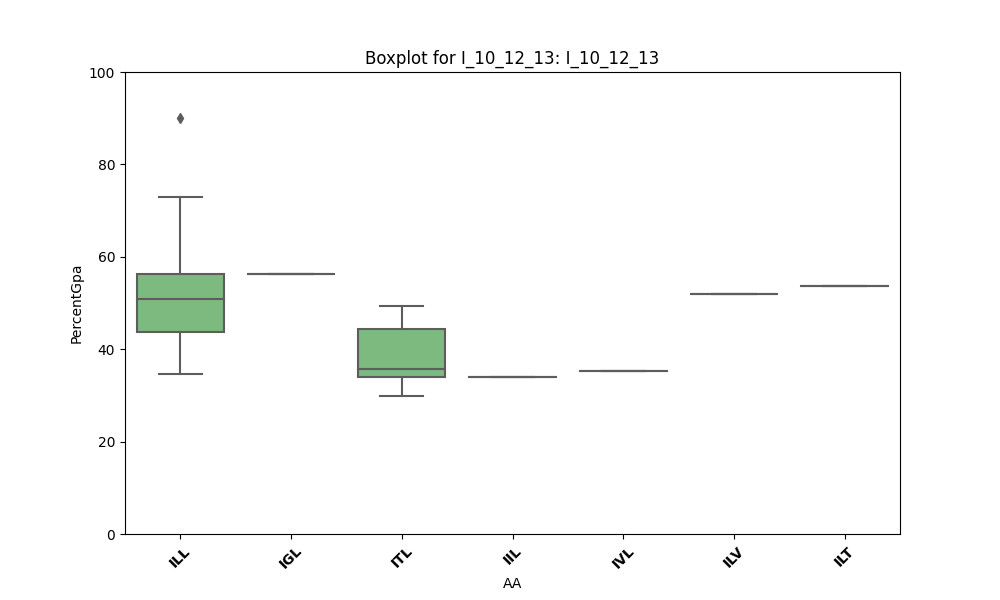 Boxplot for I_10_12_13: I_10_12_13
100
80
60
40
20
0
PercentGpa
ILL
IGL
ITL
IIL
IVL
ILV
ILT
AA